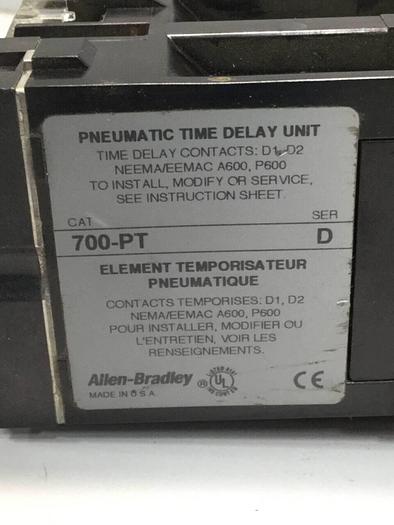 PNEUMATIC TIME DELAY UNIT
TIME DELAY CONTACTS: D1, D2
NEEMA/EEMAC A600, P600
TO INSTALL, MODIFY OR SERVICE,
SEE INSTRUCTION SHEET.
CAT SER
700-PT D
ELEMENT TEMPORISATEUR
PNEUMATIQUE
CONTACTS TEMPORISES: D1, D2
NEMA/EEMAC A600, P600
POUR INSTALLER, MODIFIER OU
L'ENTRETIEN, VOIR LES
RENSEIGNEMENTS.
Allen-Bradley ® UL CE
MADE IN U.S.A.